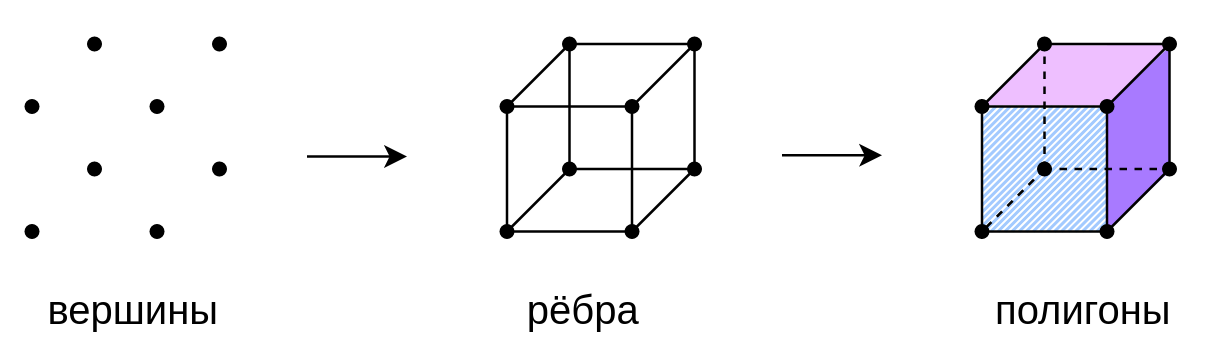 вершины
рёбра
полигоны